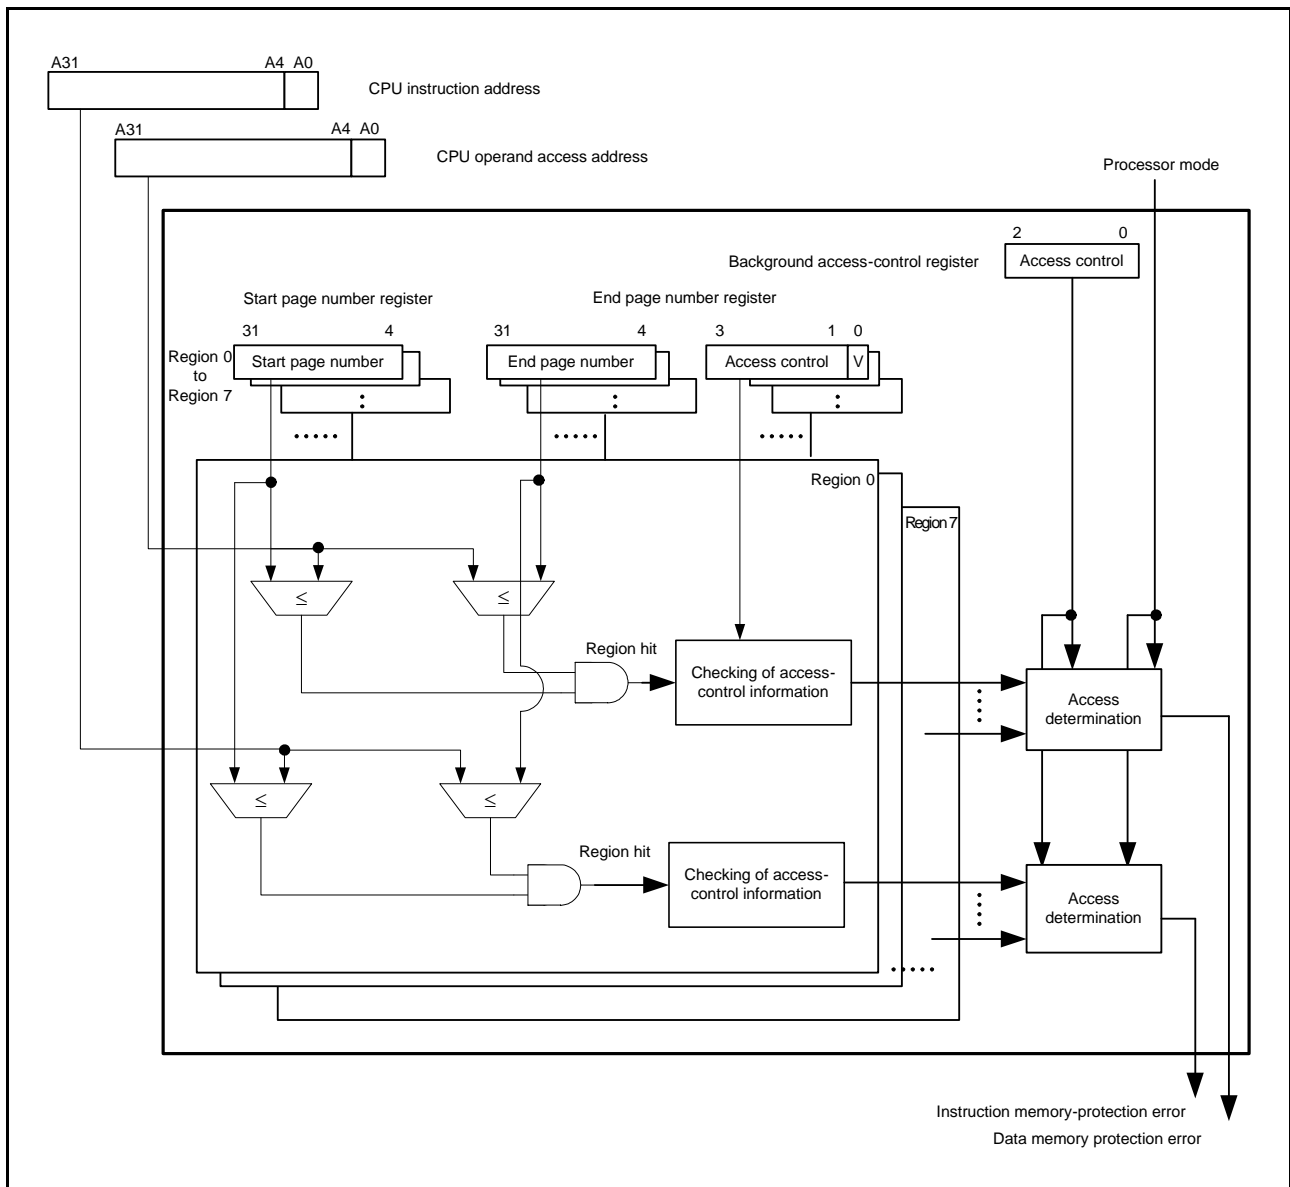 A31 A4 A0
CPU instruction address
A31 A4 A0
CPU operand access address
Processor mode
2 0
Background access-control register
Access control
Start page number register
End page number register
31 4
31 4
3 1 0
Region 0
to
Region 7
Start page number
End page number
Access control
V
:
:
:
.....
.....
.....
Region 0
Region 7
≤
≤
Region hit
Checking of access-
control information
Access
determination
≤
≤
Region hit
Checking of access-
control information
Access
determination
.....
Instruction memory-protection error
Data memory protection error